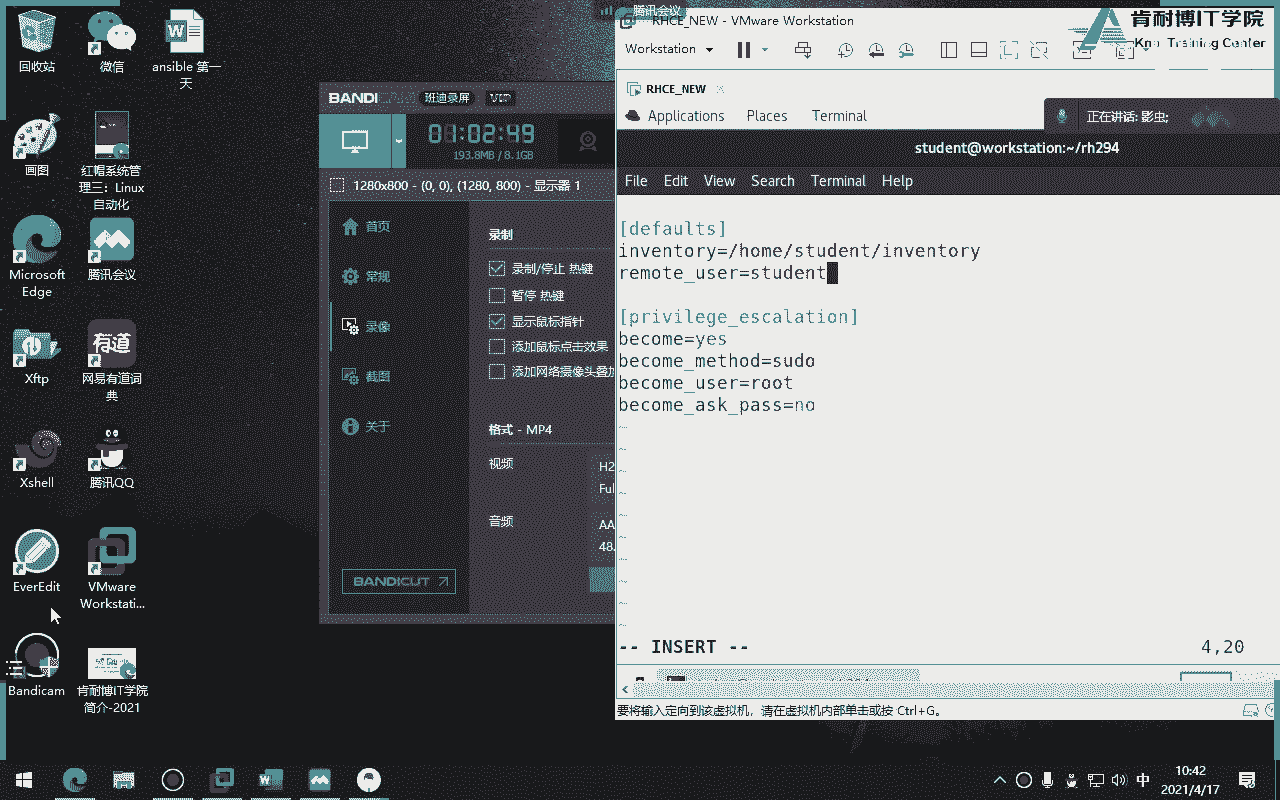 回收站
微信
ansible 第一
天
画图
红帽系统管
理三：Linux
自动化
Microsoft
Edge
腾讯会议
Xftp
有道
网易有道词
典
Xshell
腾讯QQ
EverEdit
VMware
Workstati...
Bandicam
肯耐博IT学院
简介-2021
BANDICAM 班迪录屏 VIP
01:02:49
193.8MB / 8.1GB
1280x800 - (0, 0), (1280, 800) - 显示器 1
首页
常规
录像
截图
关于
BANDICUT
录制
录制/停止 热键
暂停 热键
显示鼠标指针
添加鼠标点击效果
添加网络摄像头叠加
格式 - MP4
视频
H2
Ful
音频
AA
48.
腾讯会议
RHCE_NEW - VMware Workstation
肯耐博IT学院
Training Center
Workstation
RHCE_NEW
Applications Places Terminal
正在讲话: 影虫;
student@workstation:~/rh294
File Edit View Search Terminal Help
[defaults]
inventory=/home/student/inventory
remote_user=student
[privilege_escalation]
become=yes
become_method=sudo
become_user=root
become_ask_pass=no
~
~
~
~
~
~
~
~
~
~
-- INSERT -- 4,20
要将输入定向到该虚拟机，请在虚拟机内部单击或按 Ctrl+G。
中
10:42
2021/4/17